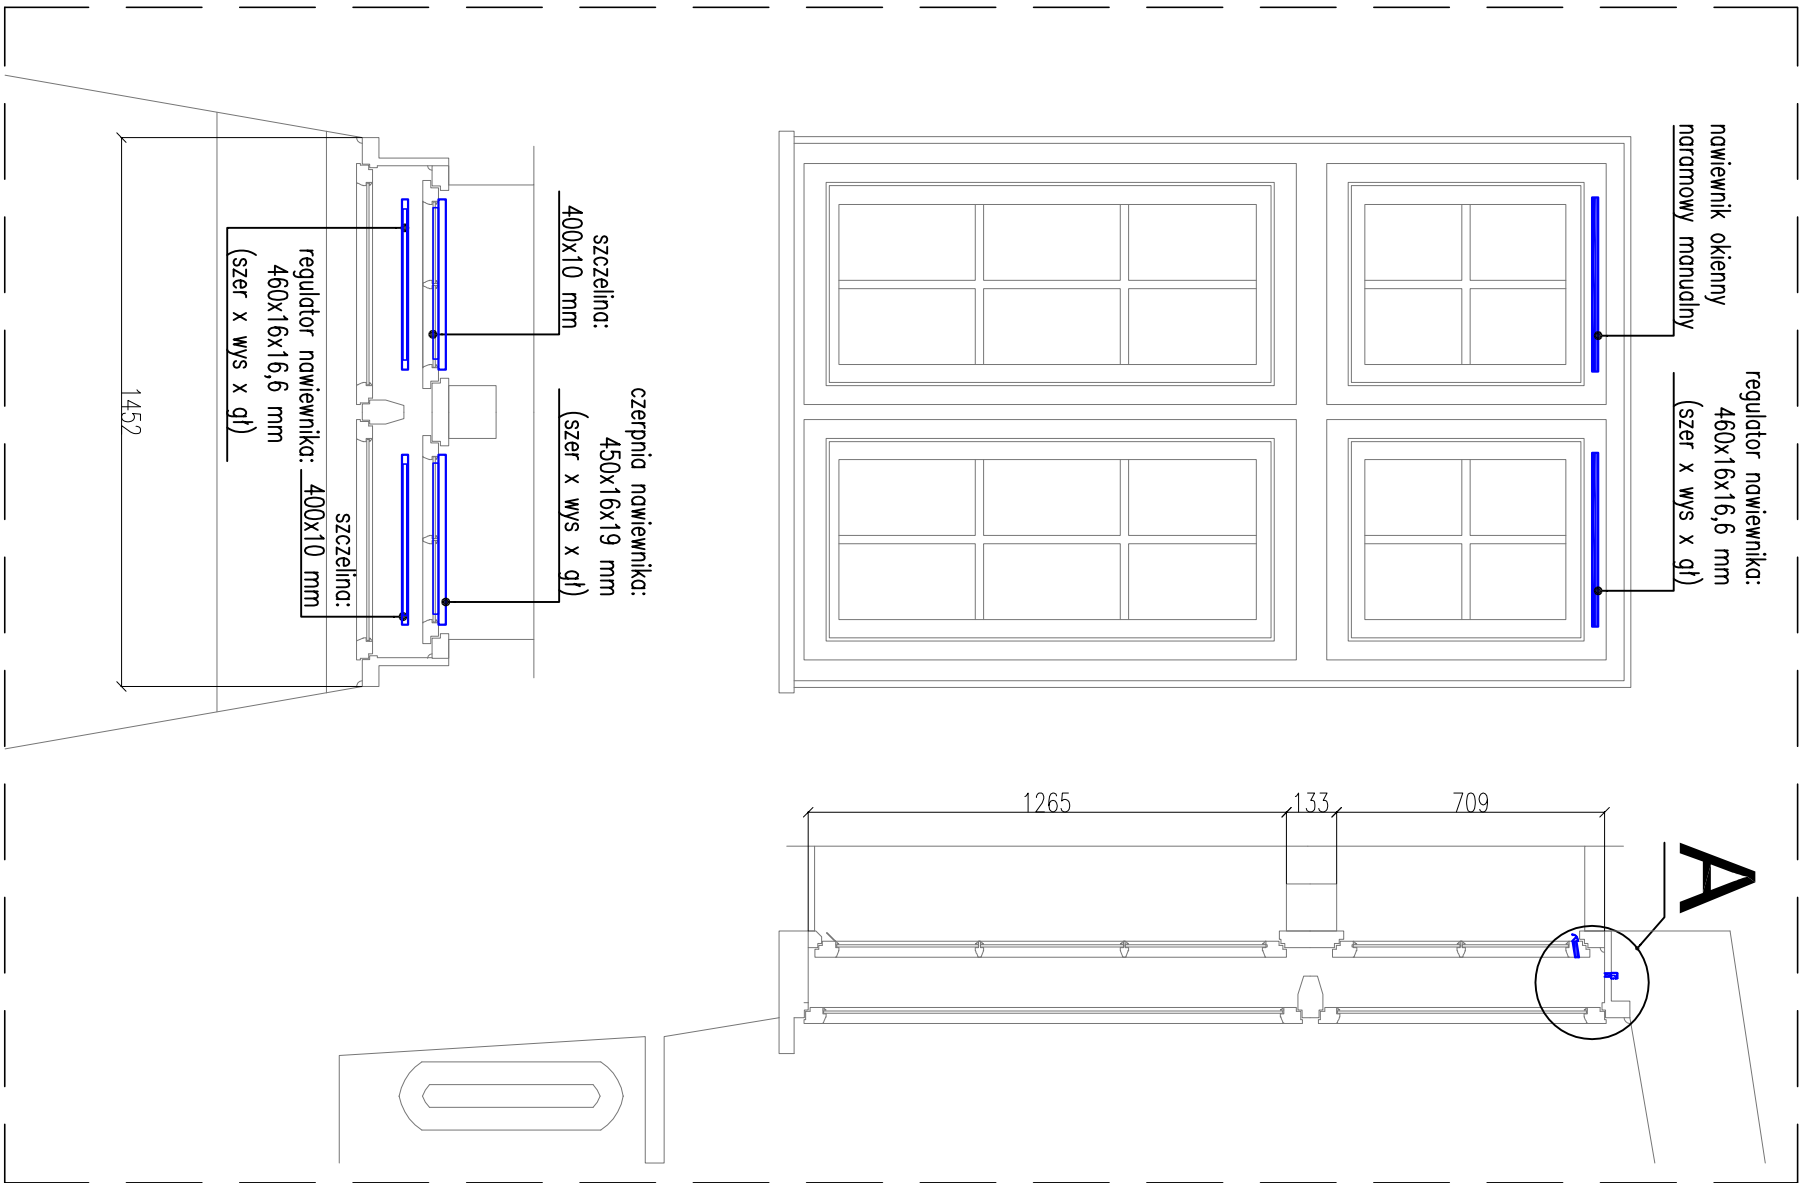 nawiewnik okienny
naramowy manualny
regulator nawiewnika:
460x16x16,6 mm
(szer x wys x gł)
A
709
133
1265
szczelina:
400x10 mm
czerpnia nawiewnika:
450x16x19 mm
(szer x wys x gł)
regulator nawiewnika:
460x16x16,6 mm
(szer x wys x gł)
szczelina:
400x10 mm
1452